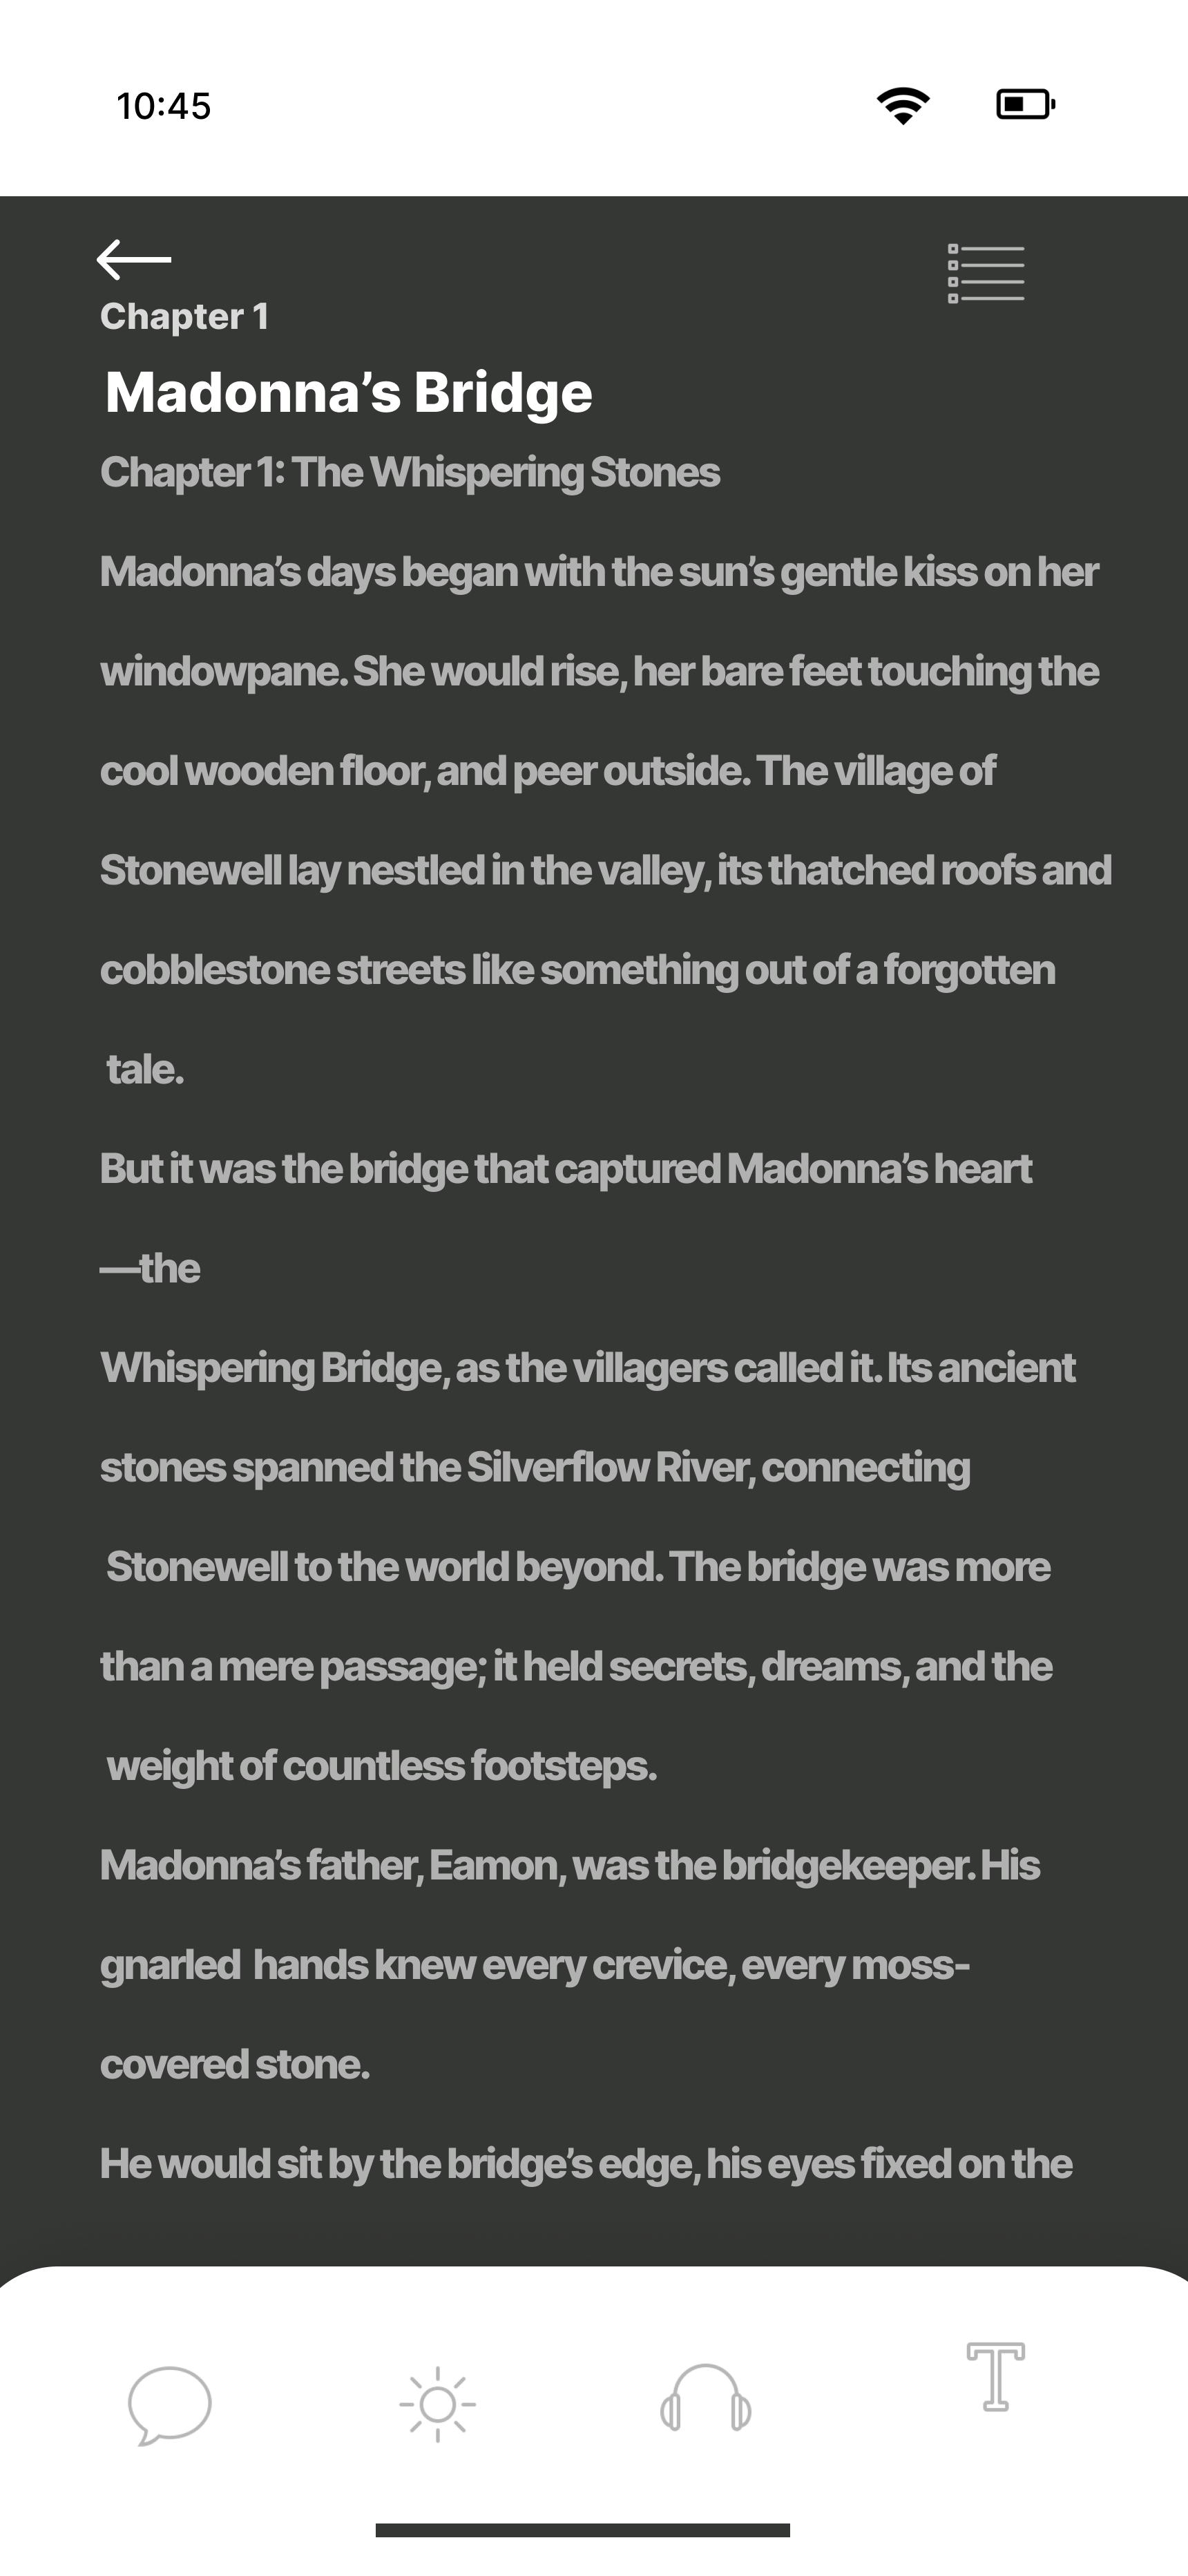 10:45
Chapter 1
Madonna’s Bridge
Chapter 1: The Whispering Stones
Madonna’s days began with the sun’s gentle kiss on her
windowpane. She would rise, her bare feet touching the
cool wooden floor, and peer outside. The village of
Stonewell lay nestled in the valley, its thatched roofs and
cobblestone streets like something out of a forgotten
tale.
But it was the bridge that captured Madonna’s heart
—the
Whispering Bridge, as the villagers called it. Its ancient
stones spanned the Silverflow River, connecting
Stonewell to the world beyond. The bridge was more
than a mere passage; it held secrets, dreams, and the
weight of countless footsteps.
Madonna’s father, Eamon, was the bridgekeeper. His
gnarled  hands knew every crevice, every moss-
covered stone.
He would sit by the bridge’s edge, his eyes fixed on the